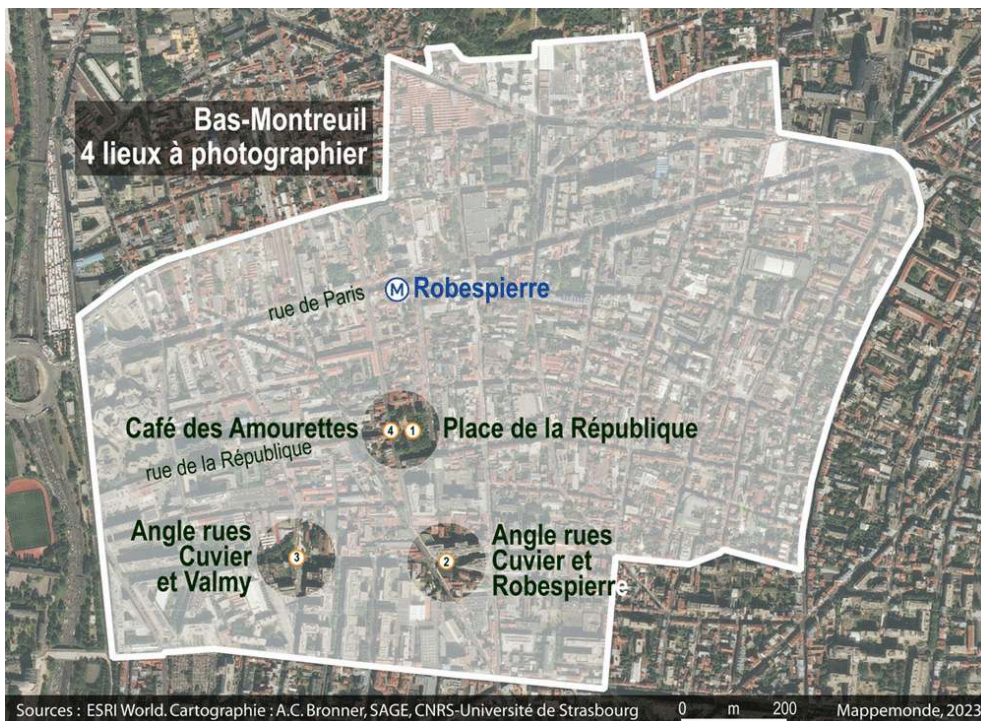 Bas-Montreuil
4 lieux à photographier
rue de Paris
M Robespierre
Café des Amourettes
4
1
Place de la République
rue de la République
Angle rues
Cuvier
et Valmy
3
2
Angle rues
Cuvier et
Robespierre
Sources : ESRI World. Cartographie : A.C. Bronner, SAGE, CNRS-Université de Strasbourg
0 m 200
Mappemonde, 2023